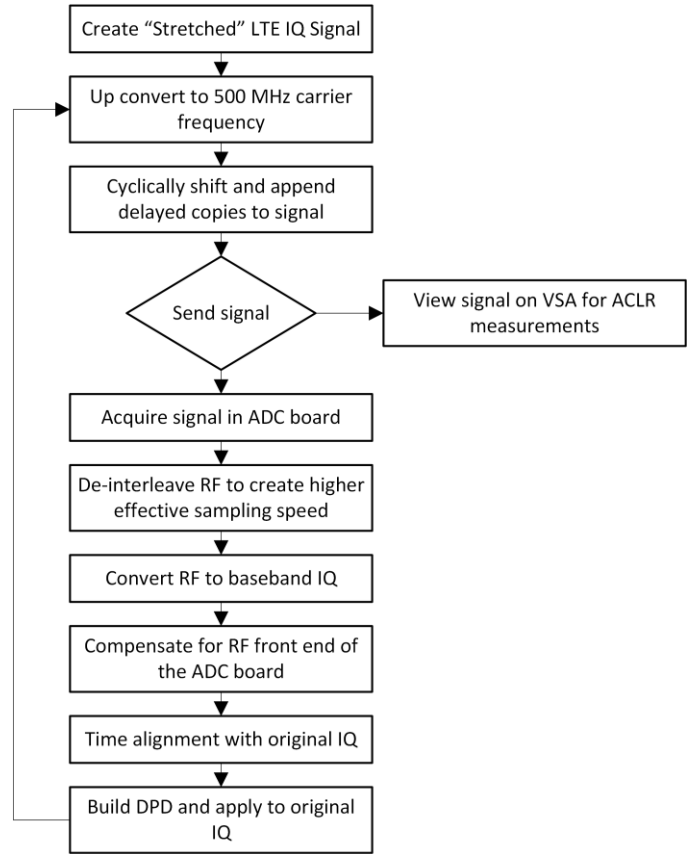 Create “Stretched” LTE IQ Signal
Up convert to 500 MHz carrier
frequency
Cyclically shift and append
delayed copies to signal
Send signal
View signal on VSA for ACLR
measurements
Acquire signal in ADC board
De-interleave RF to create higher
effective sampling speed
Convert RF to baseband IQ
Compensate for RF front end of
the ADC board
Time alignment with original IQ
Build DPD and apply to original
IQ